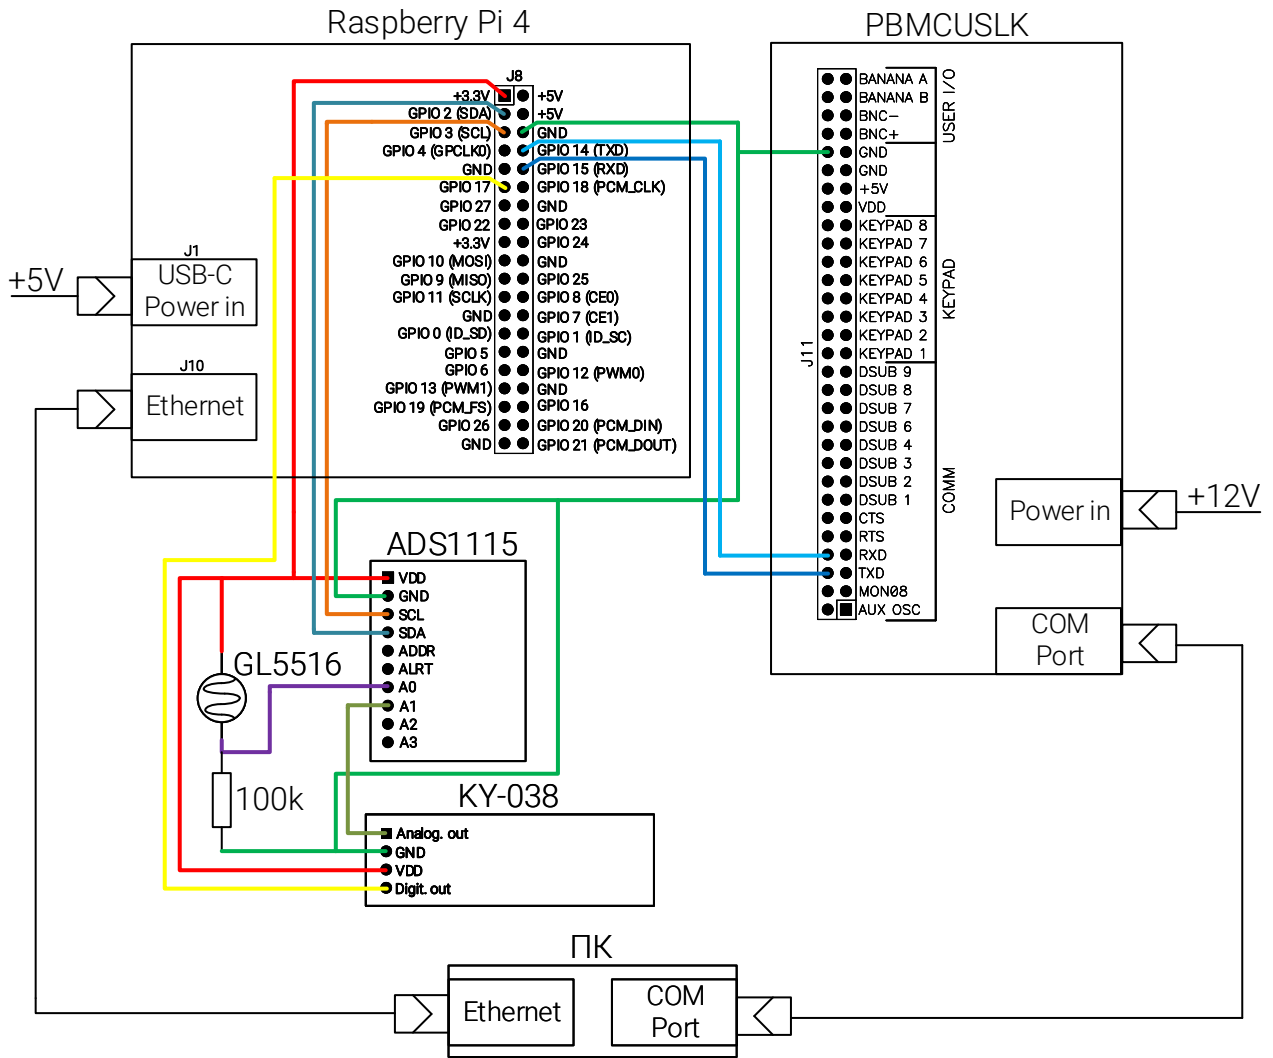 Raspberry Pi 4
J8
+3.3V
GPIO 2 (SDA)
GPIO 3 (SCL)
GPIO 4 (GPCLK0)
GND
GPIO 17
GPIO 27
GPIO 22
+3.3V
GPIO 10 (MOSI)
GPIO 9 (MISO)
GPIO 11 (SCLK)
GND
GPIO 0 (ID_SD)
GPIO 5
GPIO 6
GPIO 13 (PWM1)
GPIO 19 (PCM_FS)
GPIO 26
GND
+5V
+5V
GND
GPIO 14 (TXD)
GPIO 15 (RXD)
GPIO 18 (PCM_CLK)
GND
GPIO 23
GPIO 24
GND
GPIO 25
GPIO 8 (CE0)
GPIO 7 (CE1)
GPIO 1 (ID_SC)
GND
GPIO 12 (PWM0)
GND
GPIO 16
GPIO 20 (PCM_DIN)
GPIO 21 (PCM_DOUT)
+5V
J1
USB-C
Power in
J10
Ethernet
PBMCUSLK
J11
BANANA A
BANANA B
BNC-
BNC+
GND
GND
+5V
VDD
KEYPAD 8
KEYPAD 7
KEYPAD 6
KEYPAD 5
KEYPAD 4
KEYPAD 3
KEYPAD 2
KEYPAD 1
DSUB 9
DSUB 8
DSUB 7
DSUB 6
DSUB 4
DSUB 3
DSUB 2
DSUB 1
CTS
RTS
RXD
TXD
MON08
AUX OSC
USER I/O
KEYPAD
COMM
Power in
+12V
COM
Port
ADS1115
VDD
GND
SCL
SDA
ADDR
ALRT
A0
A1
A2
A3
GL5516
100k
KY-038
Analog. out
GND
VDD
Digit. out
ПК
Ethernet
COM
Port